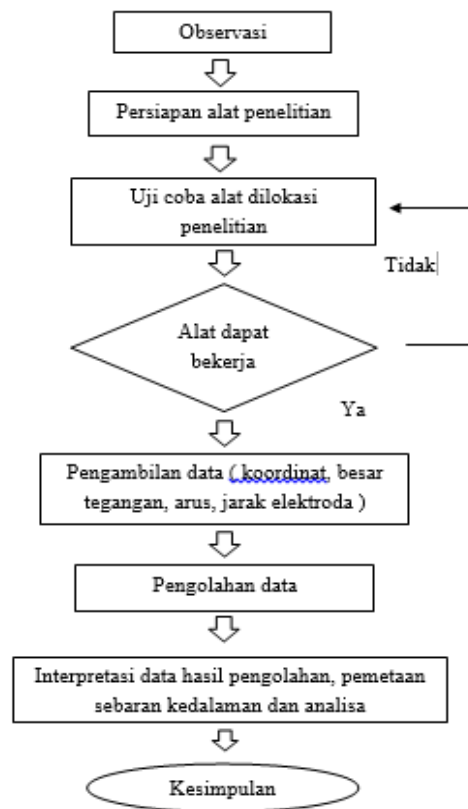 Observasi
Persiapan alat penelitian
Uji coba alat dilokasi
penelitian
Tidak
Alat dapat
bekerja
Ya
Pengambilan data ( koordinat, besar
tegangan, arus, jarak elektroda )
Pengolahan data
Interpretasi data hasil pengolahan, pemetaan
sebaran kedalaman dan analisa
Kesimpulan